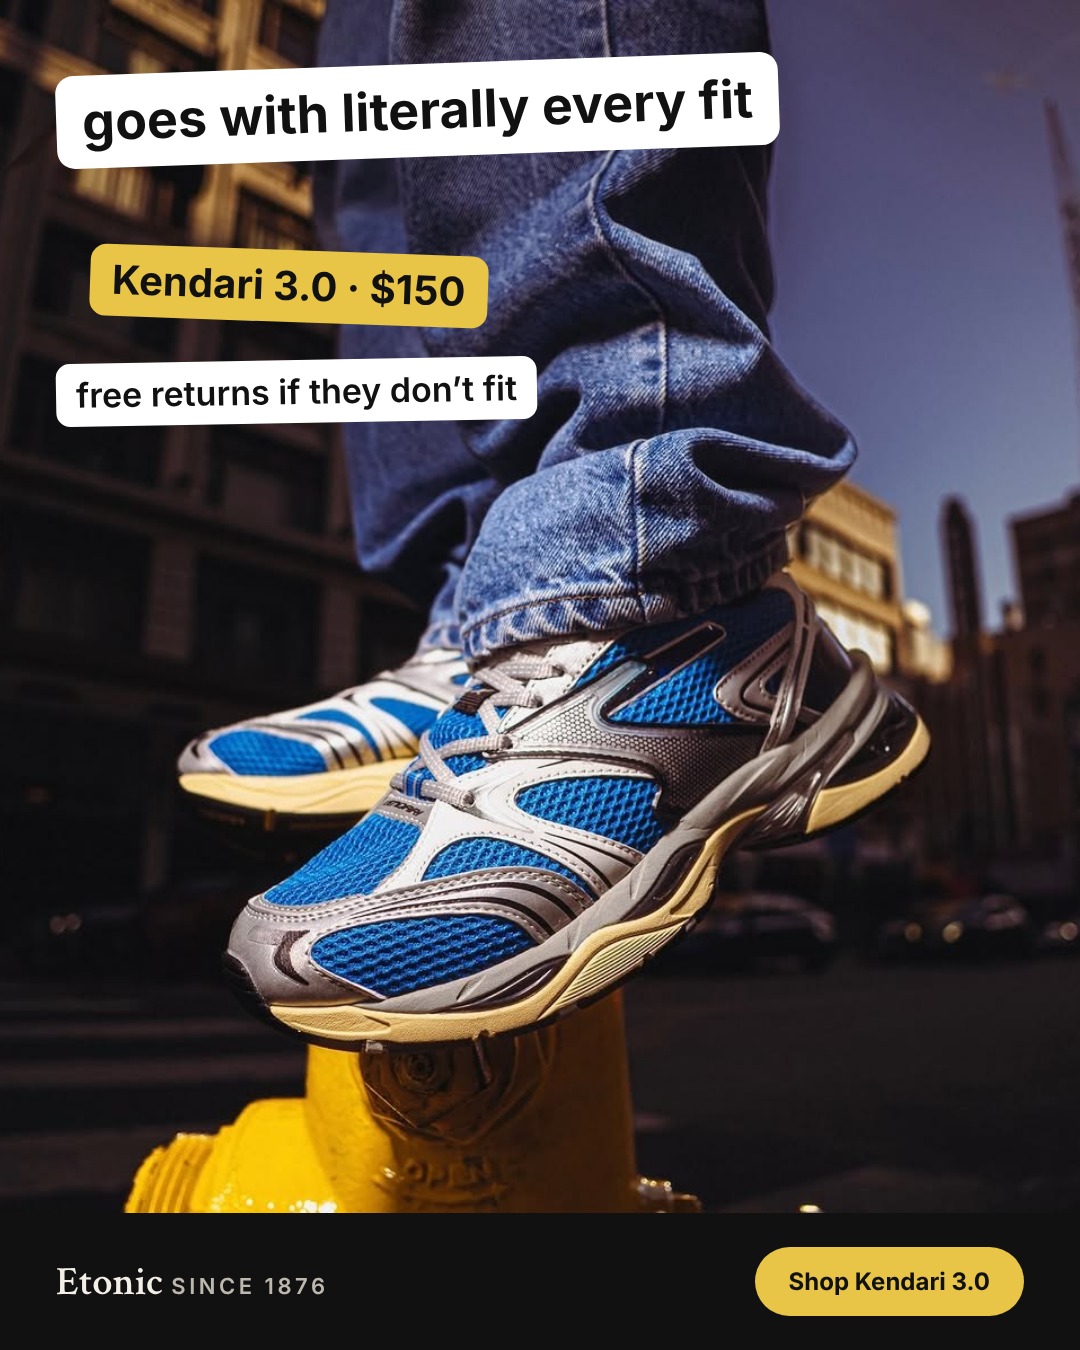 goes with literally every fit
Kendari 3.0 · $150
free returns if they don’t fit
OPEN
Etonic SINCE 1876
Shop Kendari 3.0